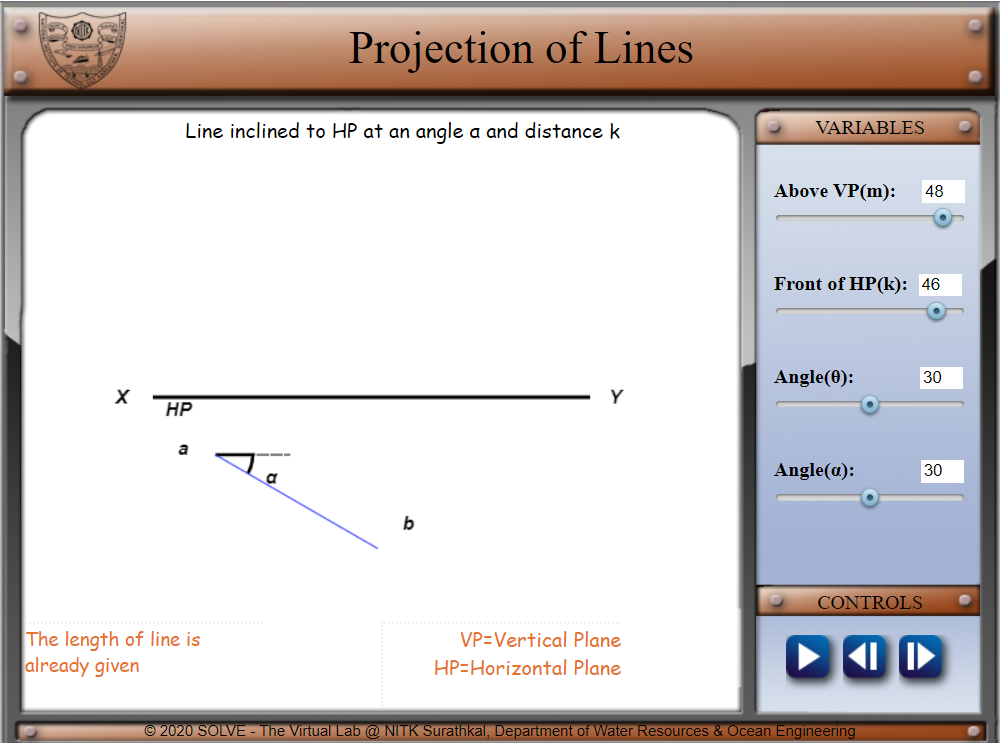 Projection of Lines
Line inclined to HP at an angle a and distance k
VARIABLES
Above VP(m): 48
Front of HP(k): 46
Angle(θ): 30
Angle(α): 30
X
Y
HP
a
α
b
The length of line is
already given
VP=Vertical Plane
HP=Horizontal Plane
CONTROLS
© 2020 SOLVE - The Virtual Lab @ NITK Surathkal, Department of Water Resources & Ocean Engineering